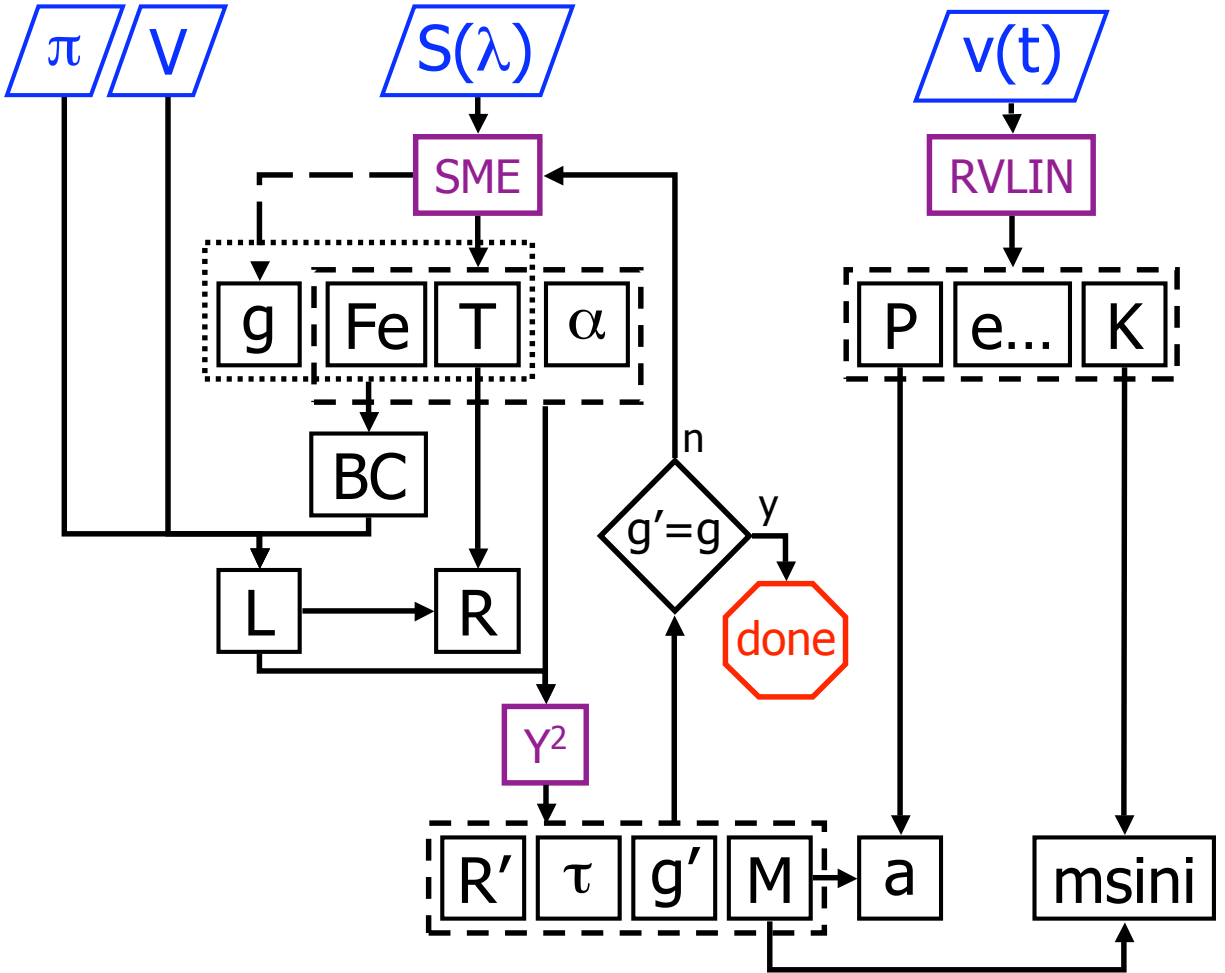 π V S(λ) v(t)
SME RVLIN
g Fe T α P e... K
BC
n
y
g′=g
L R
done
Y²
R′ τ g′ M a msini